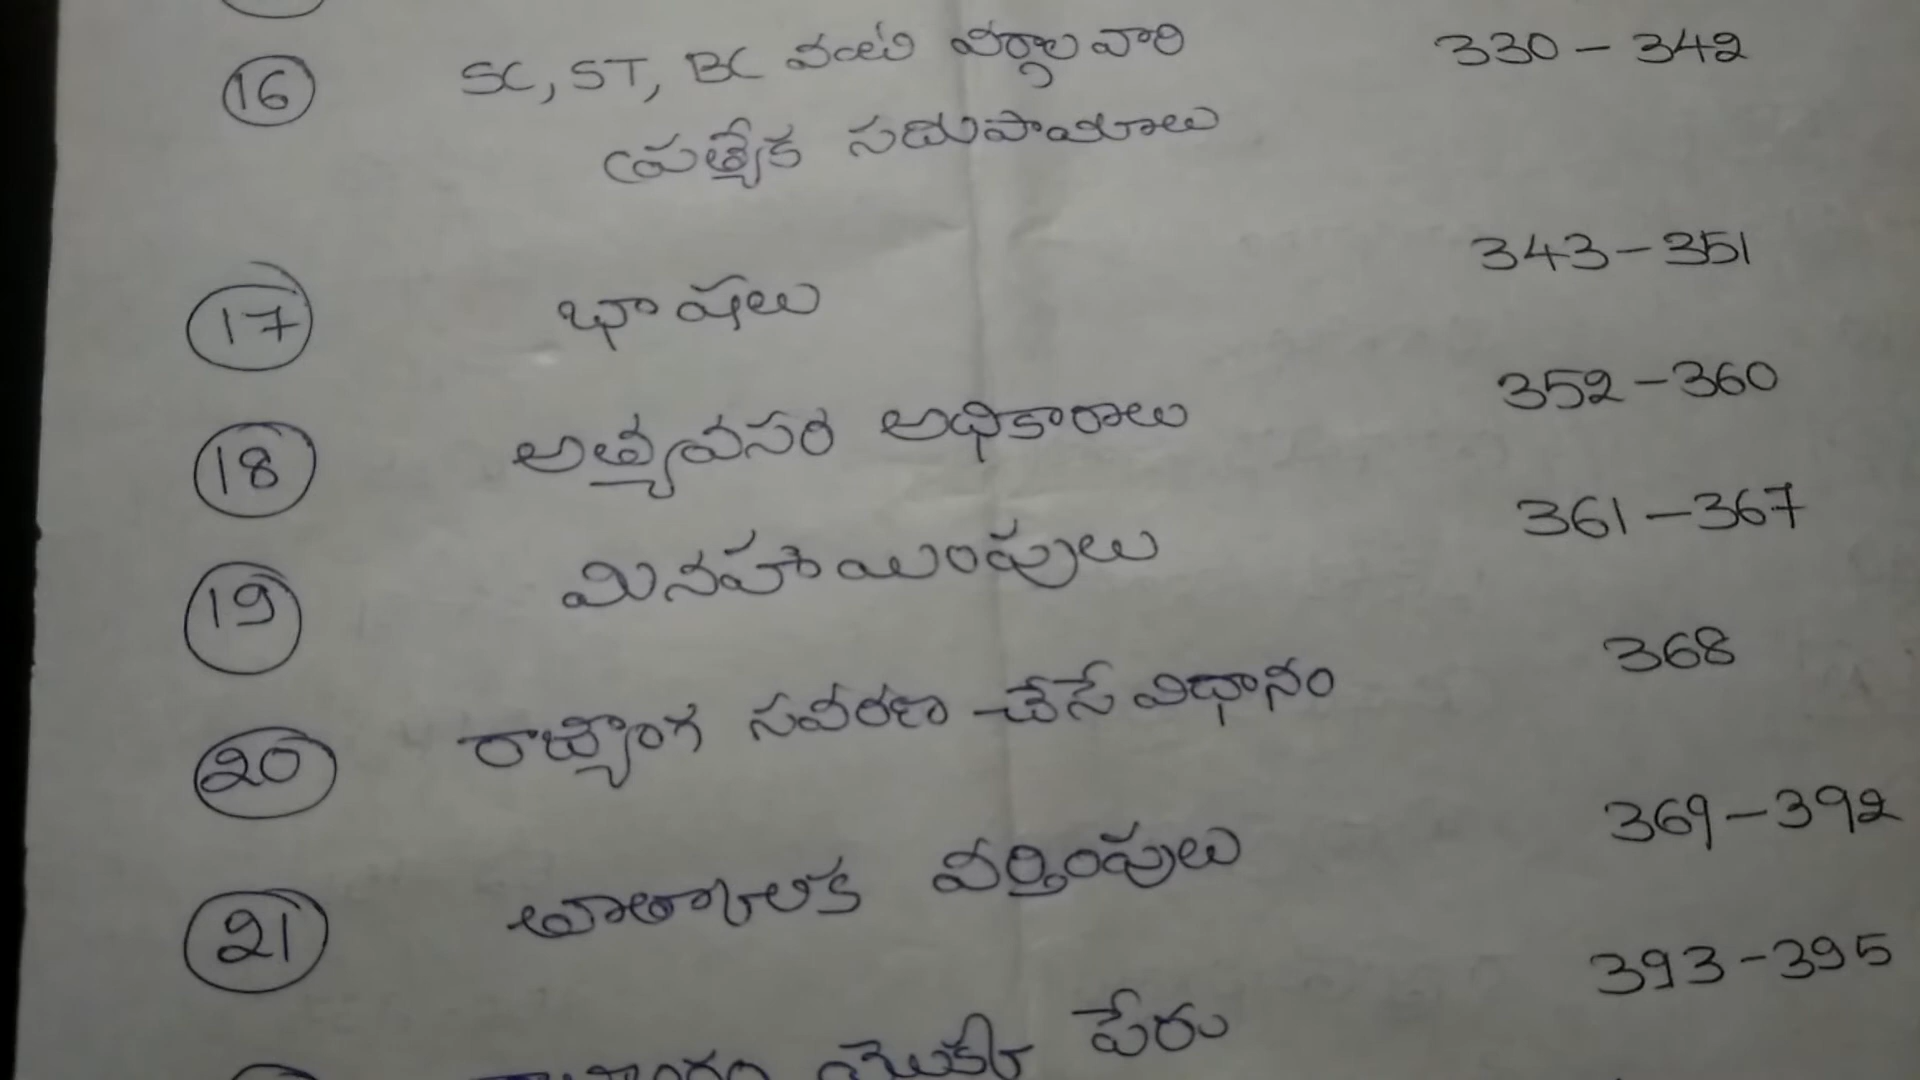 16 SC, ST, BC వంటి వర్గాల వారి 330 - 342
ప్రత్యేక సదుపాయాలు
17 భాషలు 343 - 351
18 అత్యవసర అధికారాలు 352 - 360
19 మినహాయింపులు 361 - 367
20 రాజ్యాంగ సవరణ చేసే విధానం 368
21 తాత్కాలిక వర్తింపులు 369 - 392
యొక్క పేరు 393 - 395